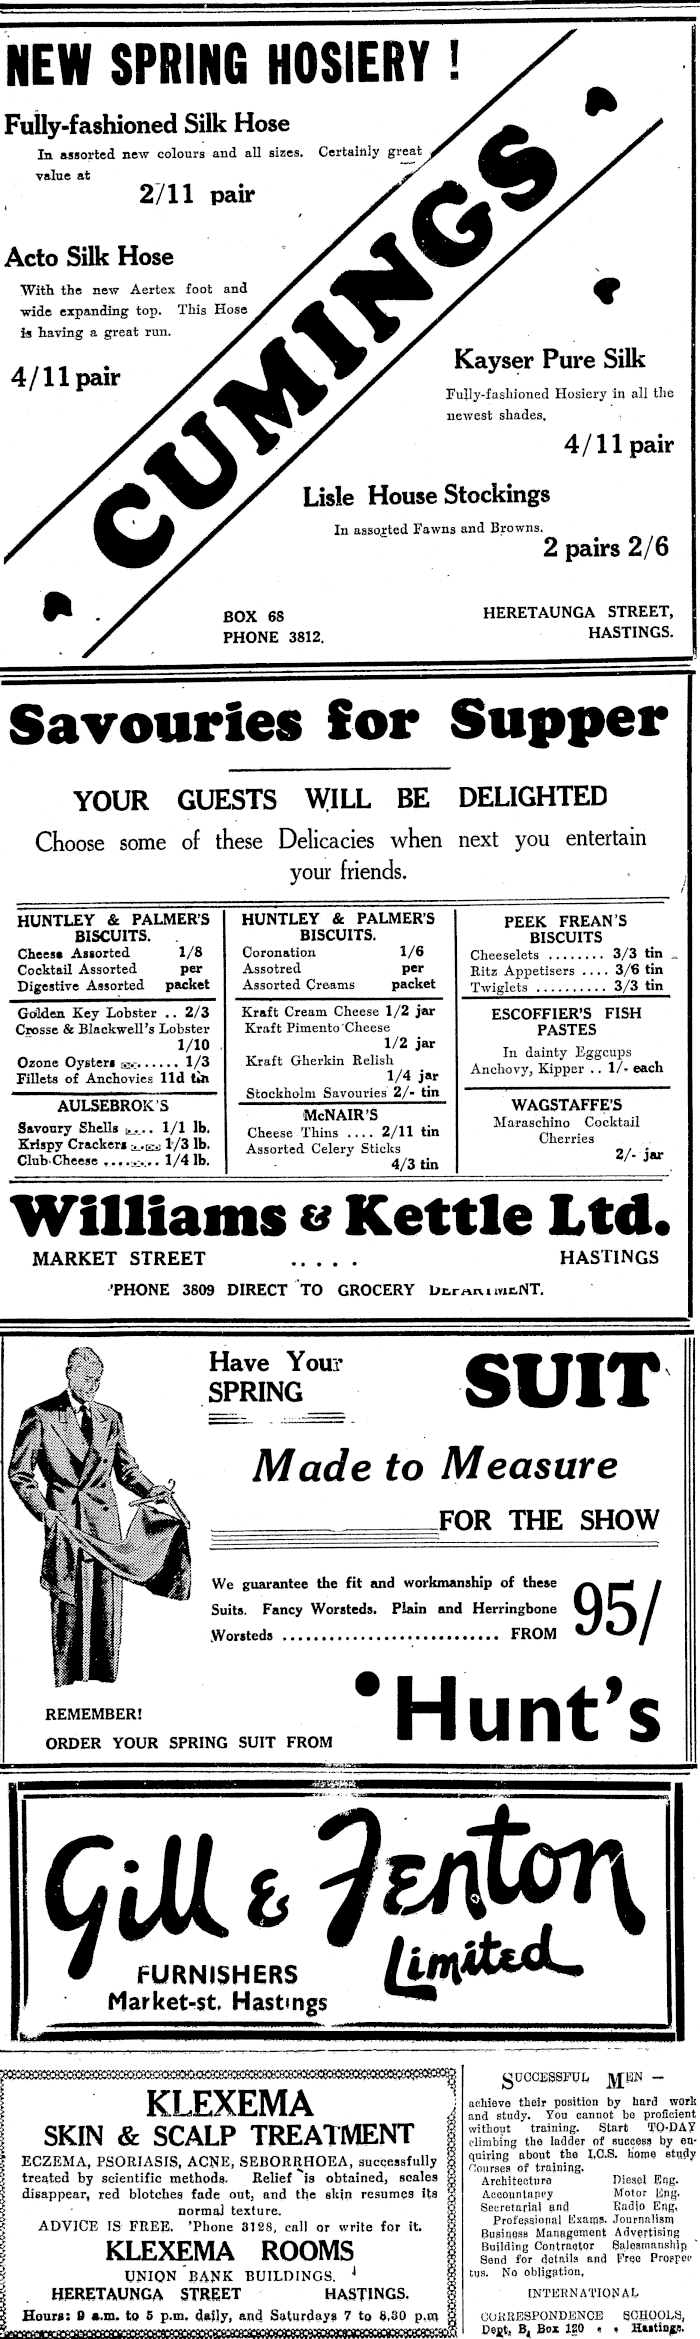 NEW SPRING HOSIERY !
Fully-fashioned Silk Hose
In assorted new colours and all sizes. Certainly great
value at
2/11 pair
Acto Silk Hose
With the new Aertex foot and
wide expanding top. This Hose
is having a great run.
4/11 pair
CUMINGS
Kayser Pure Silk
Fully-fashioned Hosiery in all the
newest shades.
4/11 pair
Lisle House Stockings
In assorted Fawns and Browns.
2 pairs 2/6
BOX 68
PHONE 3812.
HERETAUNGA STREET,
HASTINGS.
Savouries for Supper
YOUR GUESTS WILL BE DELIGHTED
Choose some of these Delicacies when next you entertain
your friends.
HUNTLEY & PALMER'S
BISCUITS.
Cheese Assorted 1/8
Cocktail Assorted per
Digestive Assorted packet
Golden Key Lobster .. 2/3
Crosse & Blackwell's Lobster
1/10
Ozone Oysters ........ 1/3
Fillets of Anchovies 11d tin
AULSEBROK'S
Savoury Shells ..... 1/1 lb.
Krispy Crackers ..... 1/3 lb.
Club Cheese ......... 1/4 lb.
HUNTLEY & PALMER'S
BISCUITS.
Coronation 1/6
Assotred per
Assorted Creams packet
Kraft Cream Cheese 1/2 jar
Kraft Pimento Cheese
1/2 jar
Kraft Gherkin Relish
1/4 jar
Stockholm Savouries 2/- tin
McNAIR'S
Cheese Thins .... 2/11 tin
Assorted Celery Sticks
4/3 tin
PEEK FREAN'S
BISCUITS
Cheeselets ........ 3/3 tin
Ritz Appetisers .... 3/6 tin
Twiglets .......... 3/3 tin
ESCOFFIER'S FISH
PASTES
In dainty Eggcups
Anchovy, Kipper .. 1/- each
WAGSTAFFE'S
Maraschino Cocktail
Cherries
2/- jar
Williams & Kettle Ltd.
MARKET STREET ..... HASTINGS
'PHONE 3809 DIRECT TO GROCERY DEPARTMENT.
Have Your
SPRING
SUIT
Made to Measure
FOR THE SHOW
We guarantee the fit and workmanship of these
Suits. Fancy Worsteds. Plain and Herringbone
Worsteds ........................... FROM
95/
REMEMBER!
ORDER YOUR SPRING SUIT FROM
Hunt's
Gill & Fenton
Limited
FURNISHERS
Market-st. Hastings
KLEXEMA
SKIN & SCALP TREATMENT
ECZEMA, PSORIASIS, ACNE, SEBORRHOEA, successfully
treated by scientific methods. Relief is obtained, scales
disappear, red blotches fade out, and the skin resumes its
normal texture.
ADVICE IS FREE. 'Phone 3128, call or write for it.
KLEXEMA ROOMS
UNION BANK BUILDINGS.
HERETAUNGA STREET HASTINGS.
Hours: 9 a.m. to 5 p.m. daily, and Saturdays 7 to 8.30 p.m
SUCCESSFUL MEN —
achieve their position by hard work
and study. You cannot be proficient
without training. Start TO-DAY
climbing the ladder of success by en-
quiring about the I.C.S. home study
Courses of training.
Architecture Diesel Eng.
Accountancy Motor Eng.
Secretarial and Radio Eng.
Professional Exams. Journalism
Business Management Advertising
Building Contractor Salesmanship
Send for details and Free Prospec
tus. No obligation,
INTERNATIONAL
CORRESPONDENCE SCHOOLS,
Dept. B, Box 120 . . Hastings.